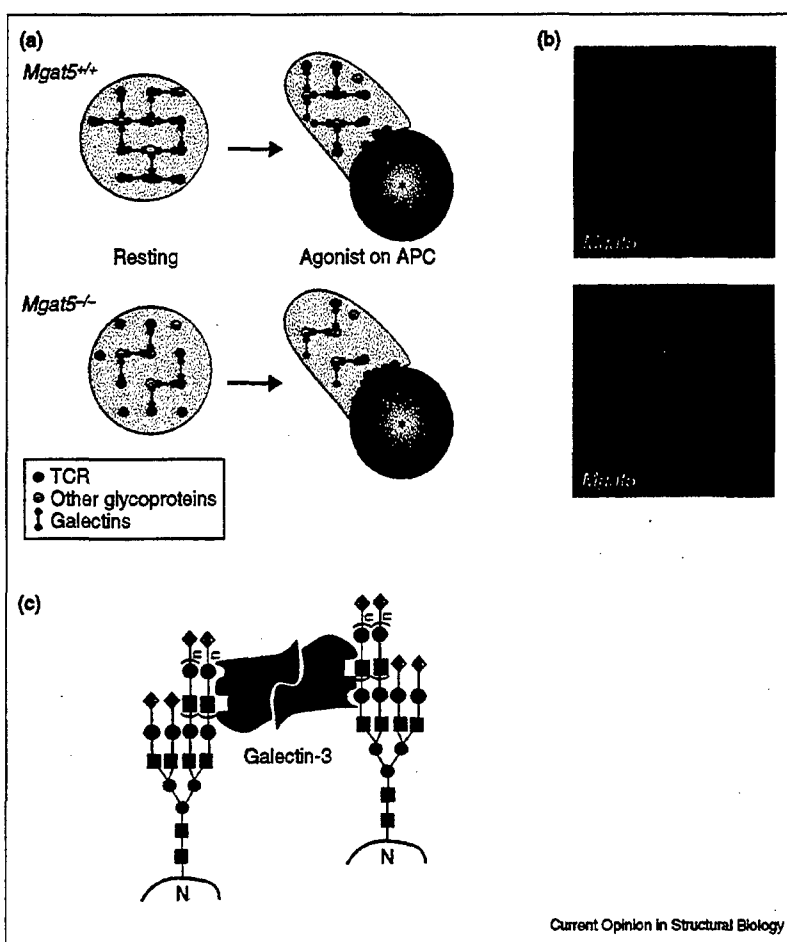 (a)
Mgat5+/+
Resting
Agonist on APC
Mgat5–/–
TCR
Other glycoproteins
Galectins
(b)
(c)
n
n
Galectin-3
N
N
Current Opinion in Structural Biology